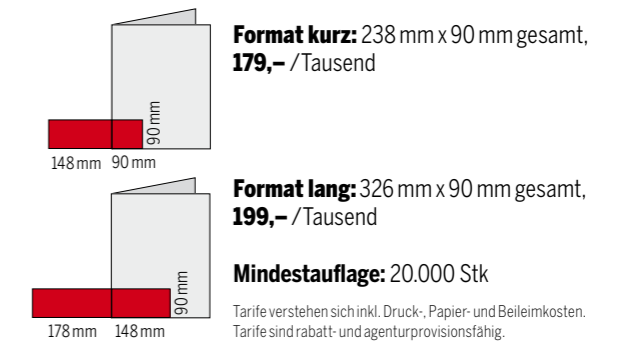 Format kurz: 238 mm x 90 mm gesamt,
179,– /Tausend
90 mm
148 mm 90 mm
Format lang: 326 mm x 90 mm gesamt,
199,– /Tausend
90 mm
178 mm 148 mm
Mindestauflage: 20.000 Stk
Tarife verstehen sich inkl. Druck-, Papier- und Beileimkosten.
Tarife sind rabatt- und agenturprovisionsfähig.